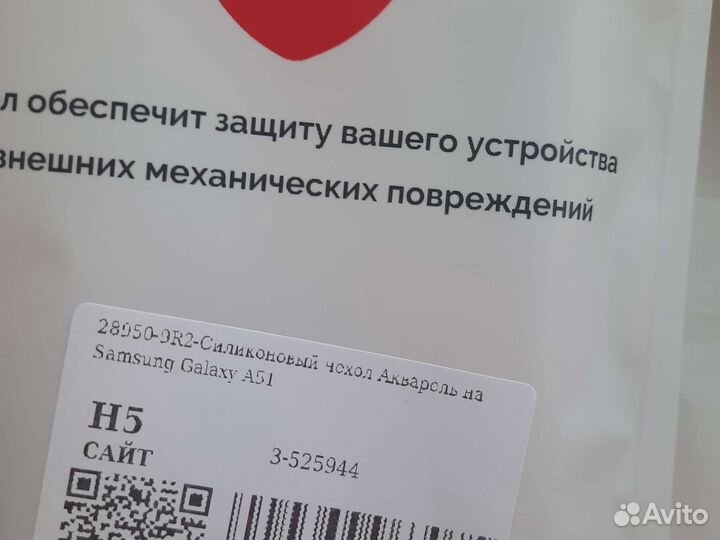 л обеспечит защиту вашего устройства
внешних механических повреждений
28950-9R2-Силиконовый чехол Акварель на
Samsung Galaxy A51
H5
САЙТ
3-525944
Avito